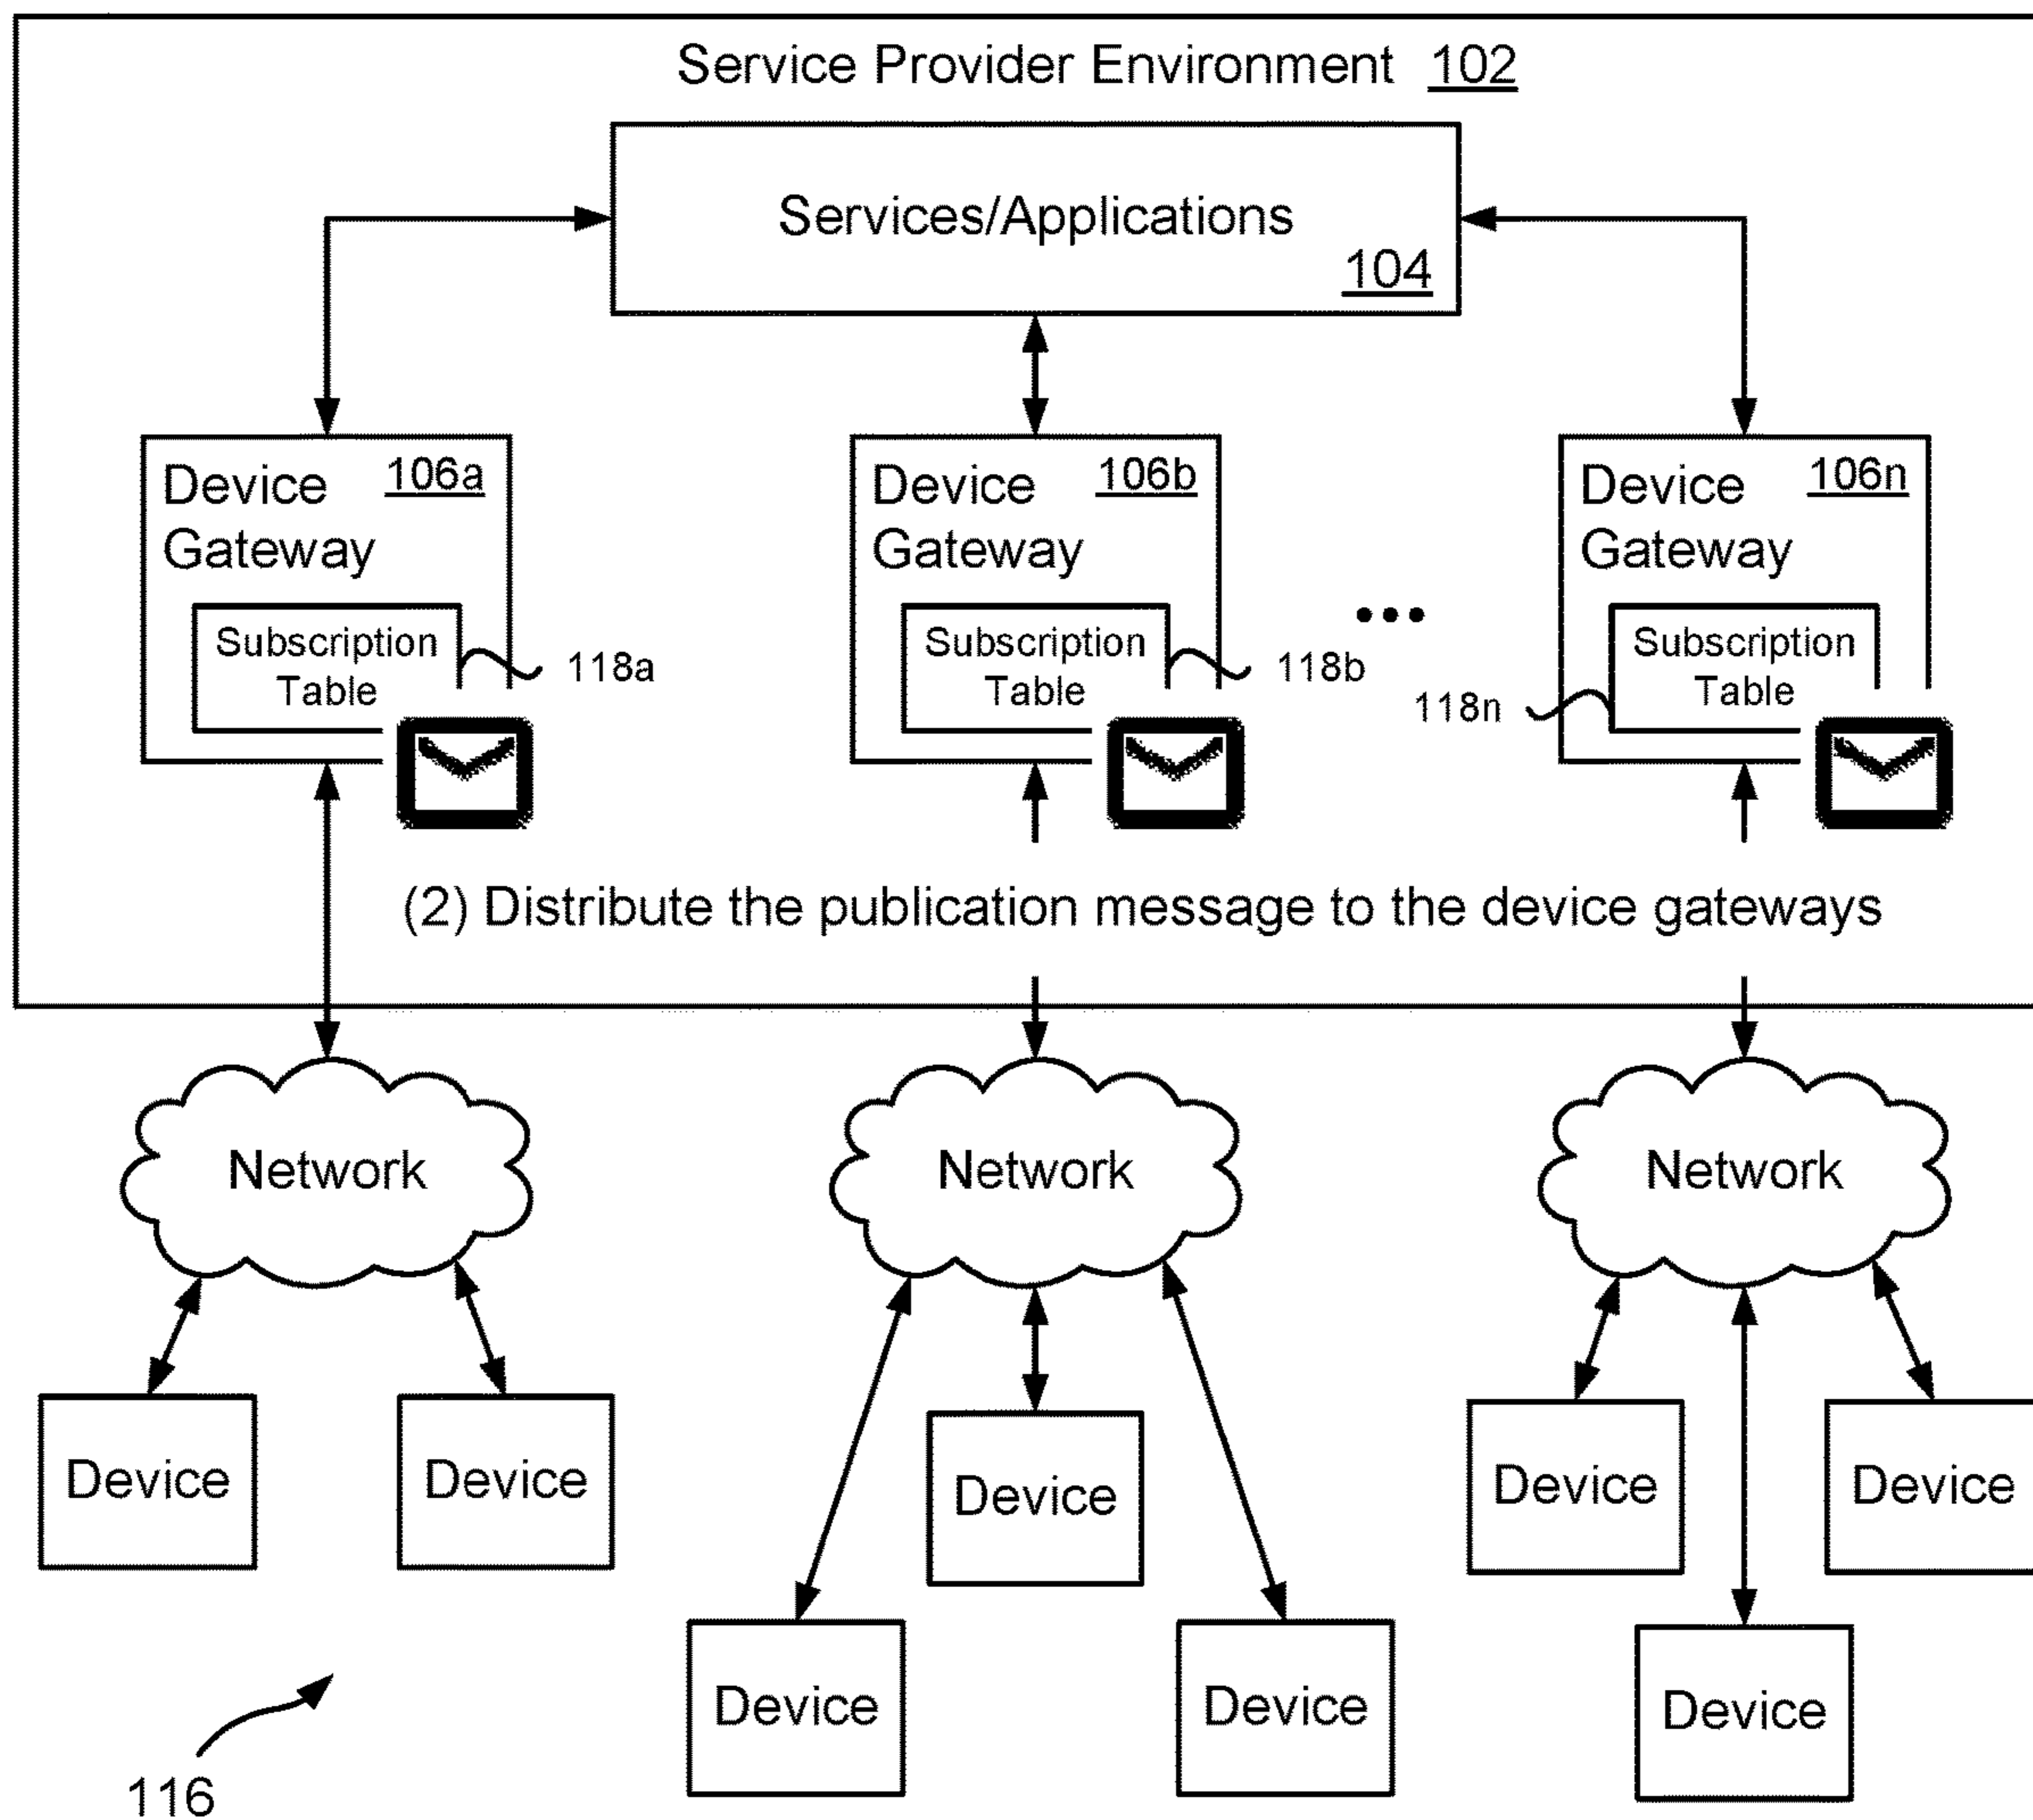 Service Provider Environment 102
Services/Applications
104
Device
Gateway
106a
Subscription
Table
118a
Device
Gateway
106b
Subscription
Table
118b
•••
Device
Gateway
106n
Subscription
Table
118n
(2) Distribute the publication message to the device gateways
Network
Network
Network
Device
Device
Device
Device
Device
Device
Device
Device
116